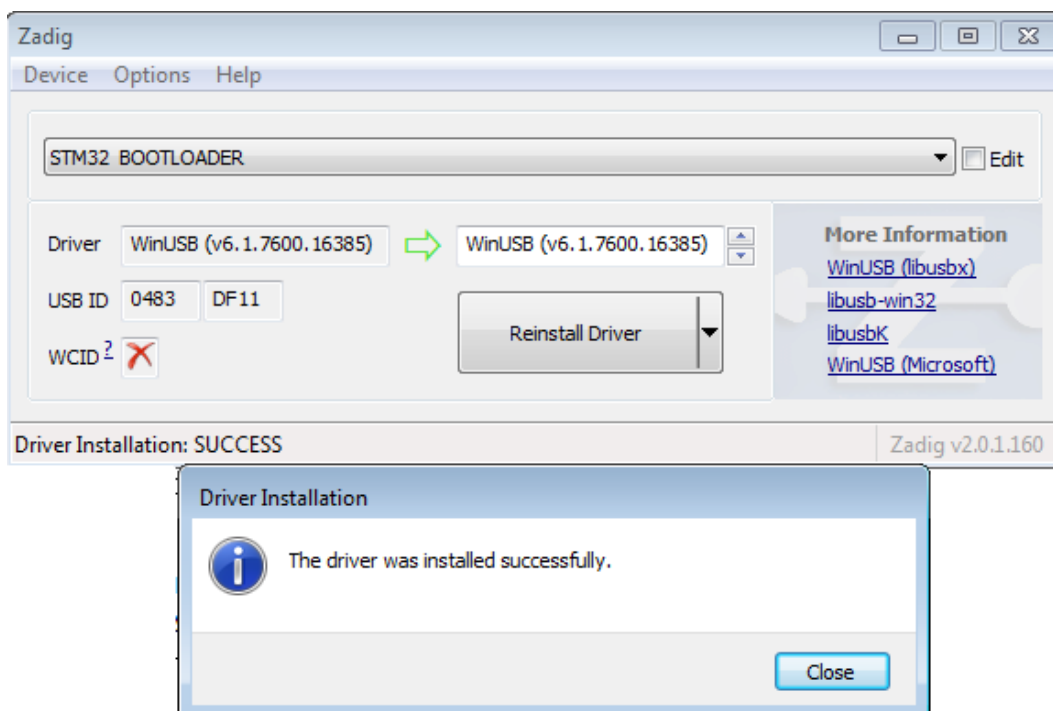 Zadig
Device Options Help
STM32 BOOTLOADER
Edit
Driver WinUSB (v6.1.7600.16385) WinUSB (v6.1.7600.16385)
USB ID 0483 DF11
WCID ?
Reinstall Driver
More Information
WinUSB (libusbx)
libusb-win32
libusbK
WinUSB (Microsoft)
Driver Installation: SUCCESS
Zadig v2.0.1.160
Driver Installation
The driver was installed successfully.
Close